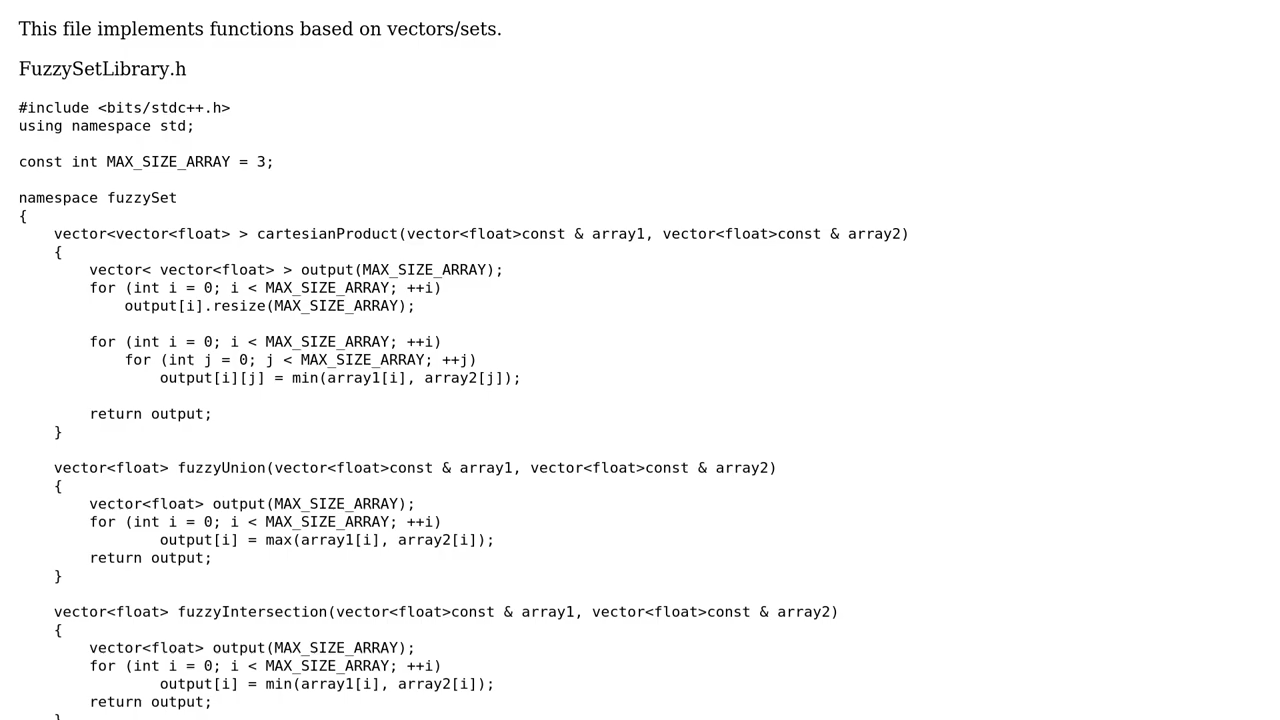 This file implements functions based on vectors/sets.
FuzzySetLibrary.h
#include <bits/stdc++.h>
using namespace std;
const int MAX_SIZE_ARRAY = 3;
namespace fuzzySet
{
    vector<vector<float> > cartesianProduct(vector<float>const & array1, vector<float>const & array2)
    {
        vector< vector<float> > output(MAX_SIZE_ARRAY);
        for (int i = 0; i < MAX_SIZE_ARRAY; ++i)
            output[i].resize(MAX_SIZE_ARRAY);
        for (int i = 0; i < MAX_SIZE_ARRAY; ++i)
            for (int j = 0; j < MAX_SIZE_ARRAY; ++j)
                output[i][j] = min(array1[i], array2[j]);
        return output;
    }
    vector<float> fuzzyUnion(vector<float>const & array1, vector<float>const & array2)
    {
        vector<float> output(MAX_SIZE_ARRAY);
        for (int i = 0; i < MAX_SIZE_ARRAY; ++i)
                output[i] = max(array1[i], array2[i]);
        return output;
    }
    vector<float> fuzzyIntersection(vector<float>const & array1, vector<float>const & array2)
    {
        vector<float> output(MAX_SIZE_ARRAY);
        for (int i = 0; i < MAX_SIZE_ARRAY; ++i)
                output[i] = min(array1[i], array2[i]);
        return output;
    }